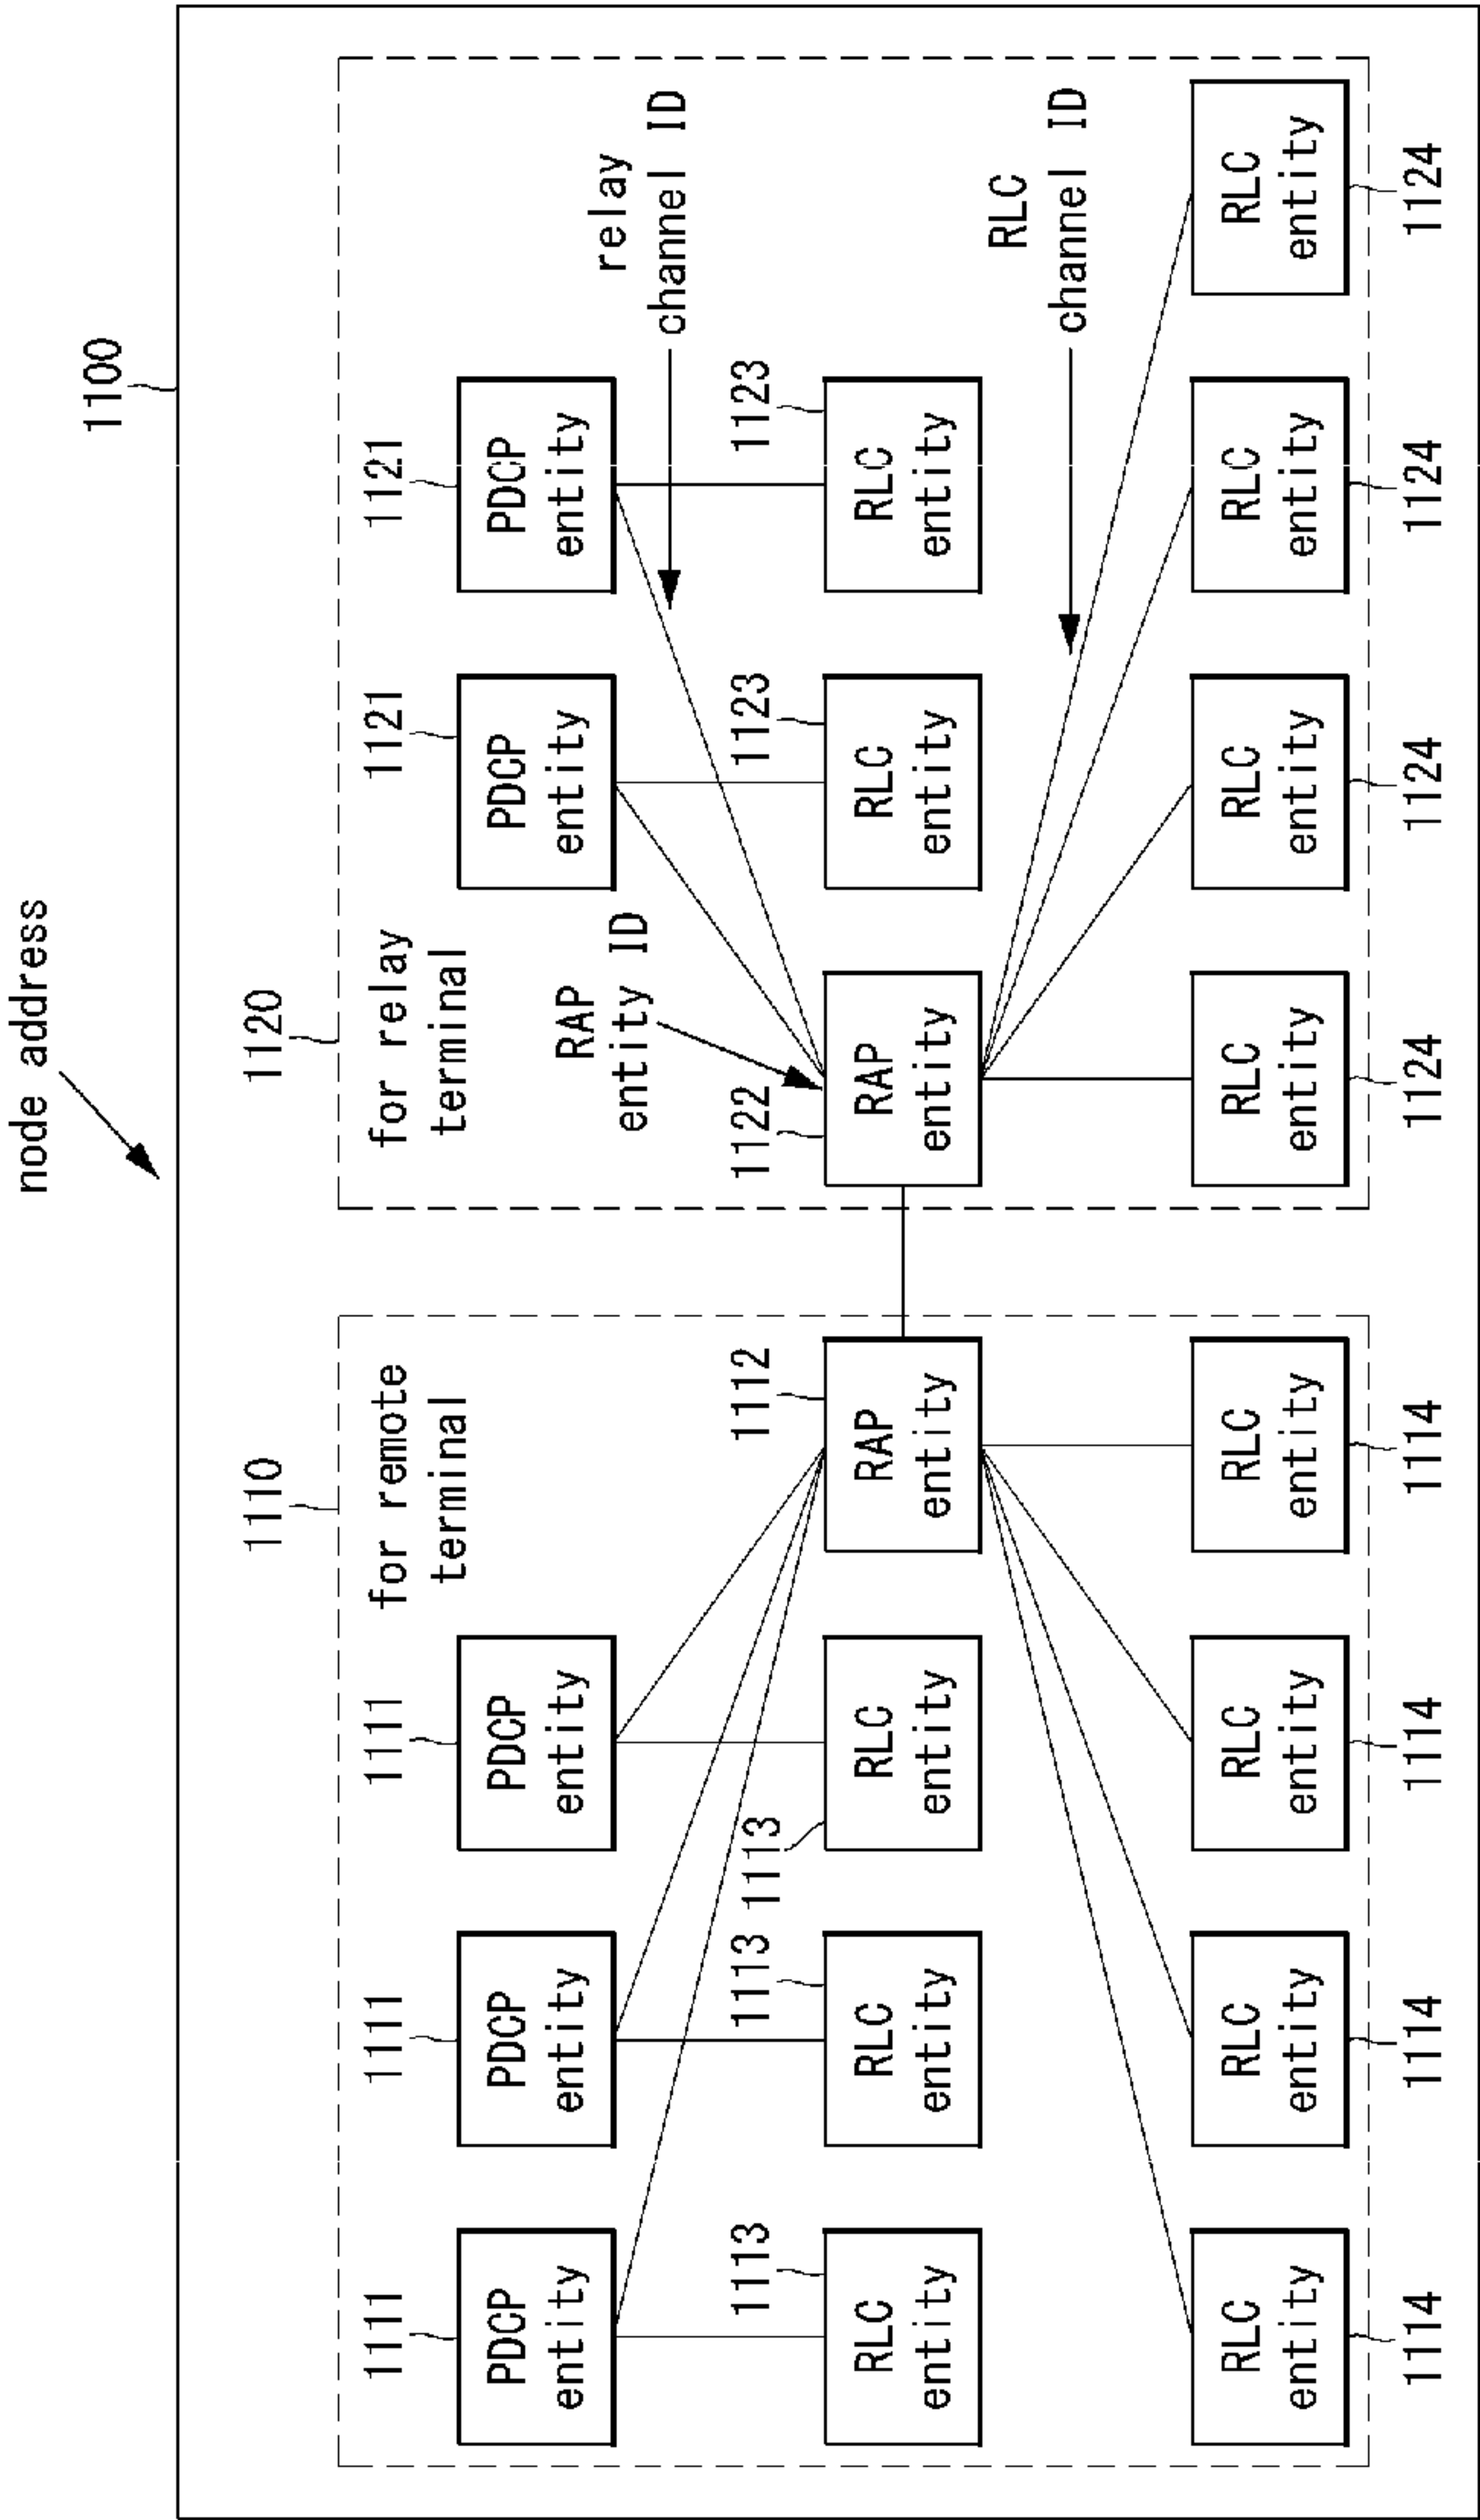 node address
1100
1110
1120
for remote
terminal
for relay
terminal
1111
1111
1111
1121
1121
PDCP
entity
PDCP
entity
PDCP
entity
PDCP
entity
PDCP
entity
RAP
entity ID
relay
channel ID
1113
1113
1113
1112
1122
1123
1123
RLC
entity
RLC
entity
RLC
entity
RAP
entity
RAP
entity
RLC
entity
RLC
entity
RLC
channel ID
RLC
entity
RLC
entity
RLC
entity
RLC
entity
RLC
entity
RLC
entity
RLC
entity
RLC
entity
1114
1114
1114
1114
1124
1124
1124
1124